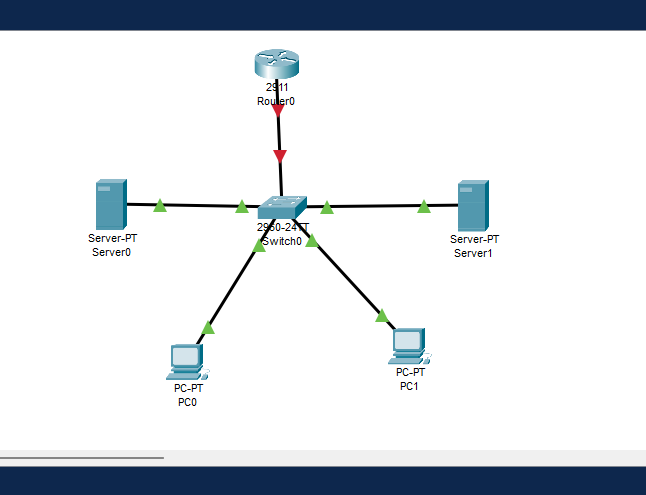 2911
Router0
Server-PT
Server0
2960-24TT
Switch0
Server-PT
Server1
PC-PT
PC0
PC-PT
PC1